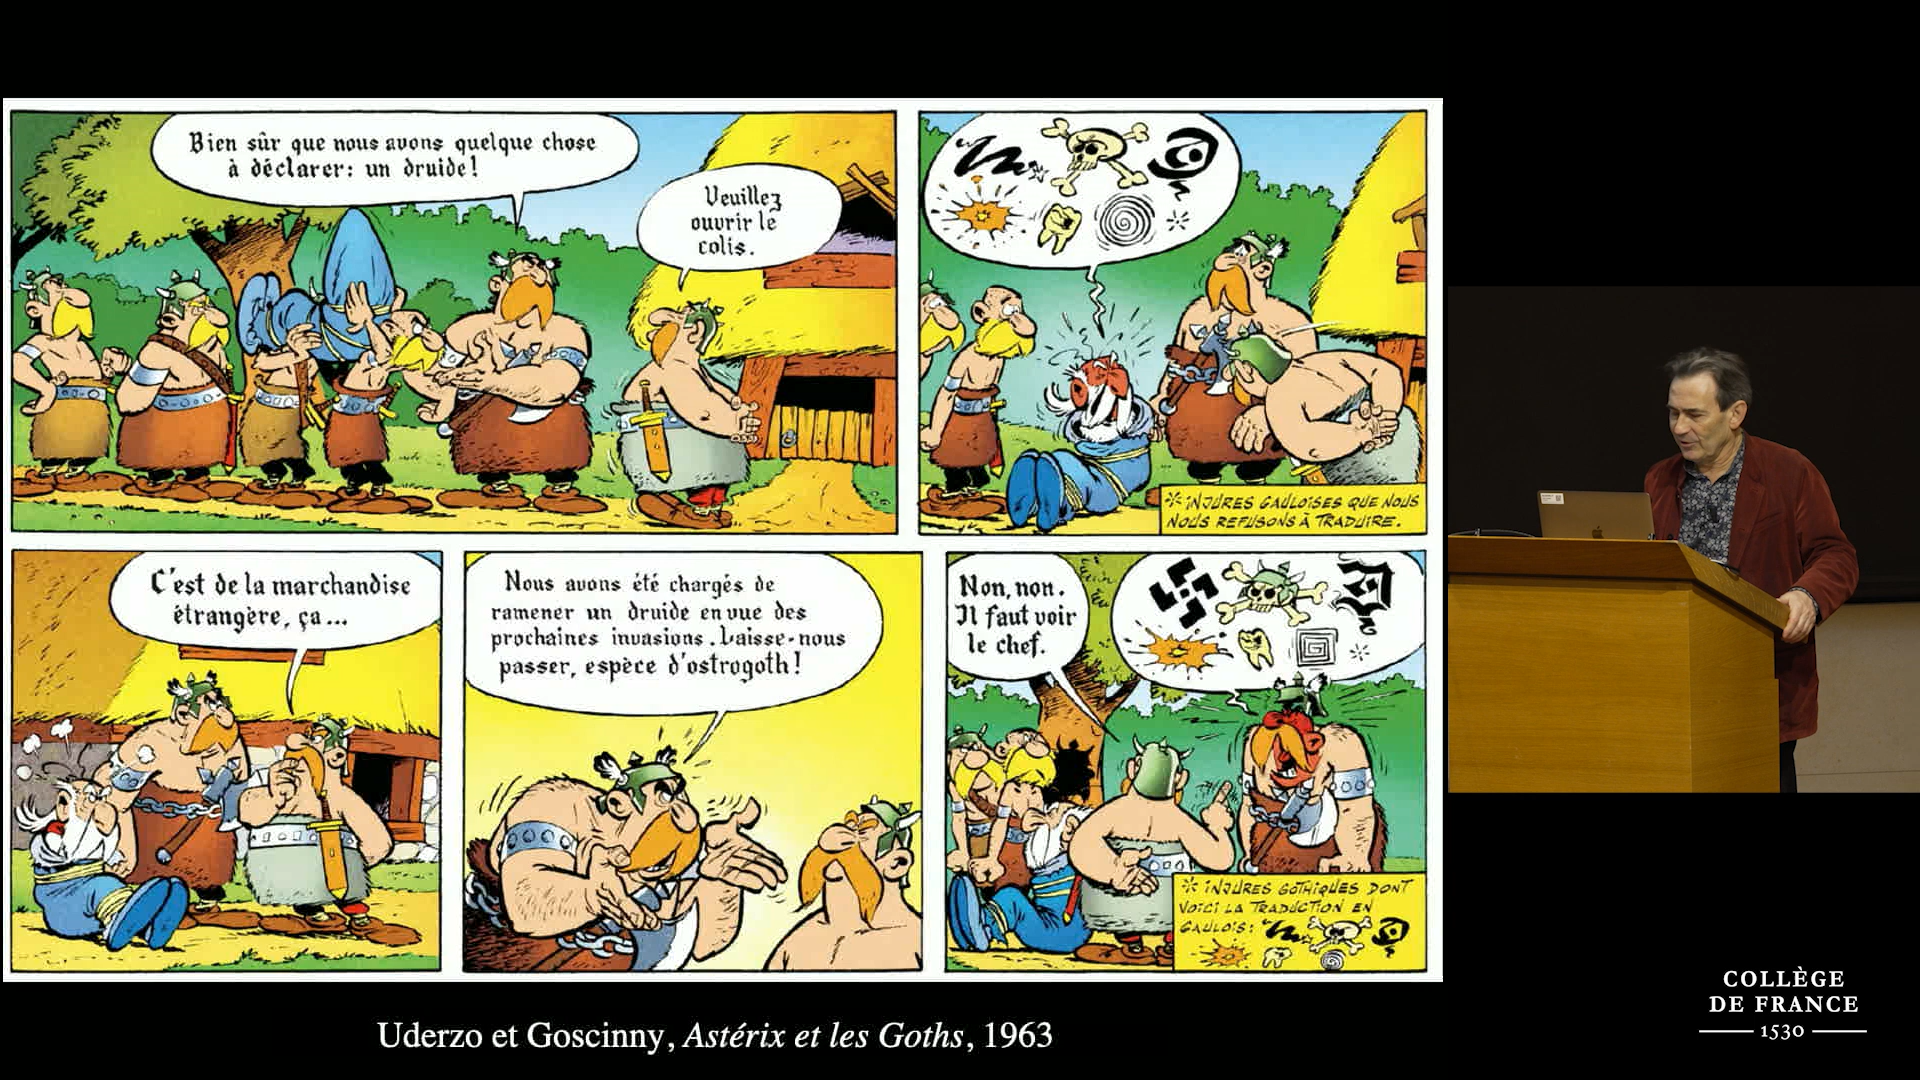 Bien sûr que nous avons quelque chose
à déclarer: un druide!
Veuillez
ouvrir le
colis.
* INJURES GAULOISES QUE NOUS
NOUS REFUSONS À TRADUIRE.
C'est de la marchandise
étrangère, ça...
Nous avons été chargés de
ramener un druide en vue des
prochaines invasions. Laisse-nous
passer, espèce d'ostrogoth!
Non, non.
Il faut voir
le chef.
* INJURES GOTHIQUES DONT
VOICI LA TRADUCTION EN
GAULOIS:
Uderzo et Goscinny, Astérix et les Goths, 1963
COLLÈGE
DE FRANCE
1530